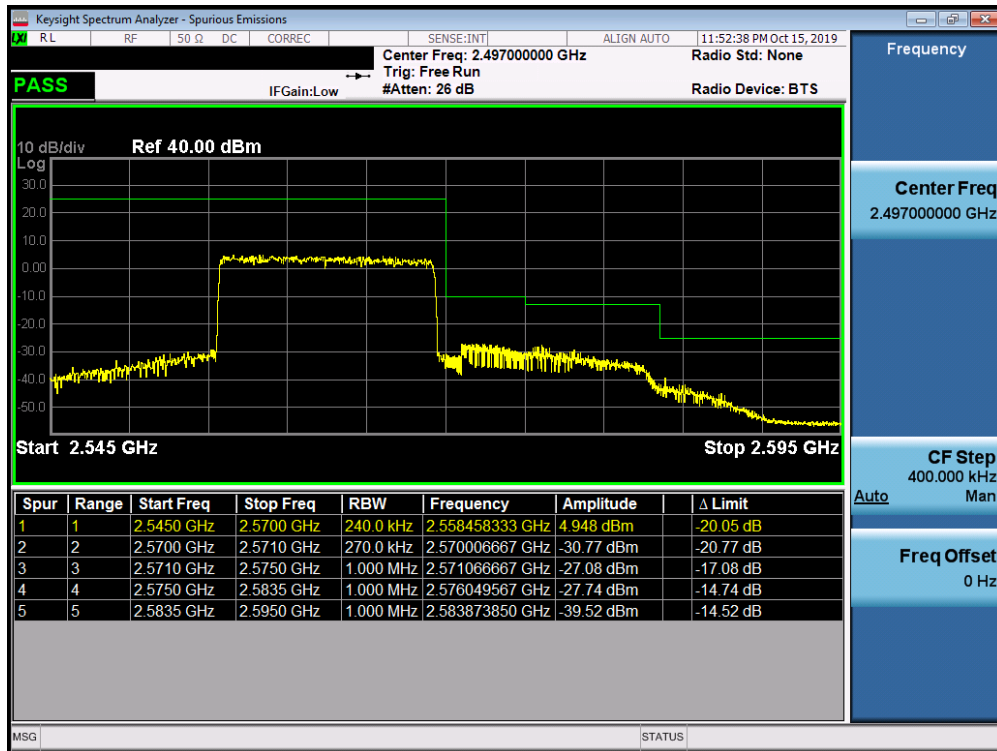 Keysight Spectrum Analyzer - Spurious Emissions
LXI RL RF 50 Ω DC CORREC SENSE:INT ALIGN AUTO 11:52:38 PM Oct 15, 2019
Center Freq: 2.497000000 GHz Radio Std: None
Trig: Free Run
PASS IFGain:Low #Atten: 26 dB Radio Device: BTS
10 dB/div Ref 40.00 dBm
Log
30.0
20.0
10.0
0.00
-10.0
-20.0
-30.0
-40.0
-50.0
Start 2.545 GHz Stop 2.595 GHz
Spur Range Start Freq Stop Freq RBW Frequency Amplitude Δ Limit
1 1 2.5450 GHz 2.5700 GHz 240.0 kHz 2.558458333 GHz 4.948 dBm -20.05 dB
2 2 2.5700 GHz 2.5710 GHz 270.0 kHz 2.570006667 GHz -30.77 dBm -20.77 dB
3 3 2.5710 GHz 2.5750 GHz 1.000 MHz 2.571066667 GHz -27.08 dBm -17.08 dB
4 4 2.5750 GHz 2.5835 GHz 1.000 MHz 2.576049567 GHz -27.74 dBm -14.74 dB
5 5 2.5835 GHz 2.5950 GHz 1.000 MHz 2.583873850 GHz -39.52 dBm -14.52 dB
MSG STATUS
Frequency
Center Freq
2.497000000 GHz
CF Step
400.000 kHz
Auto Man
Freq Offset
0 Hz